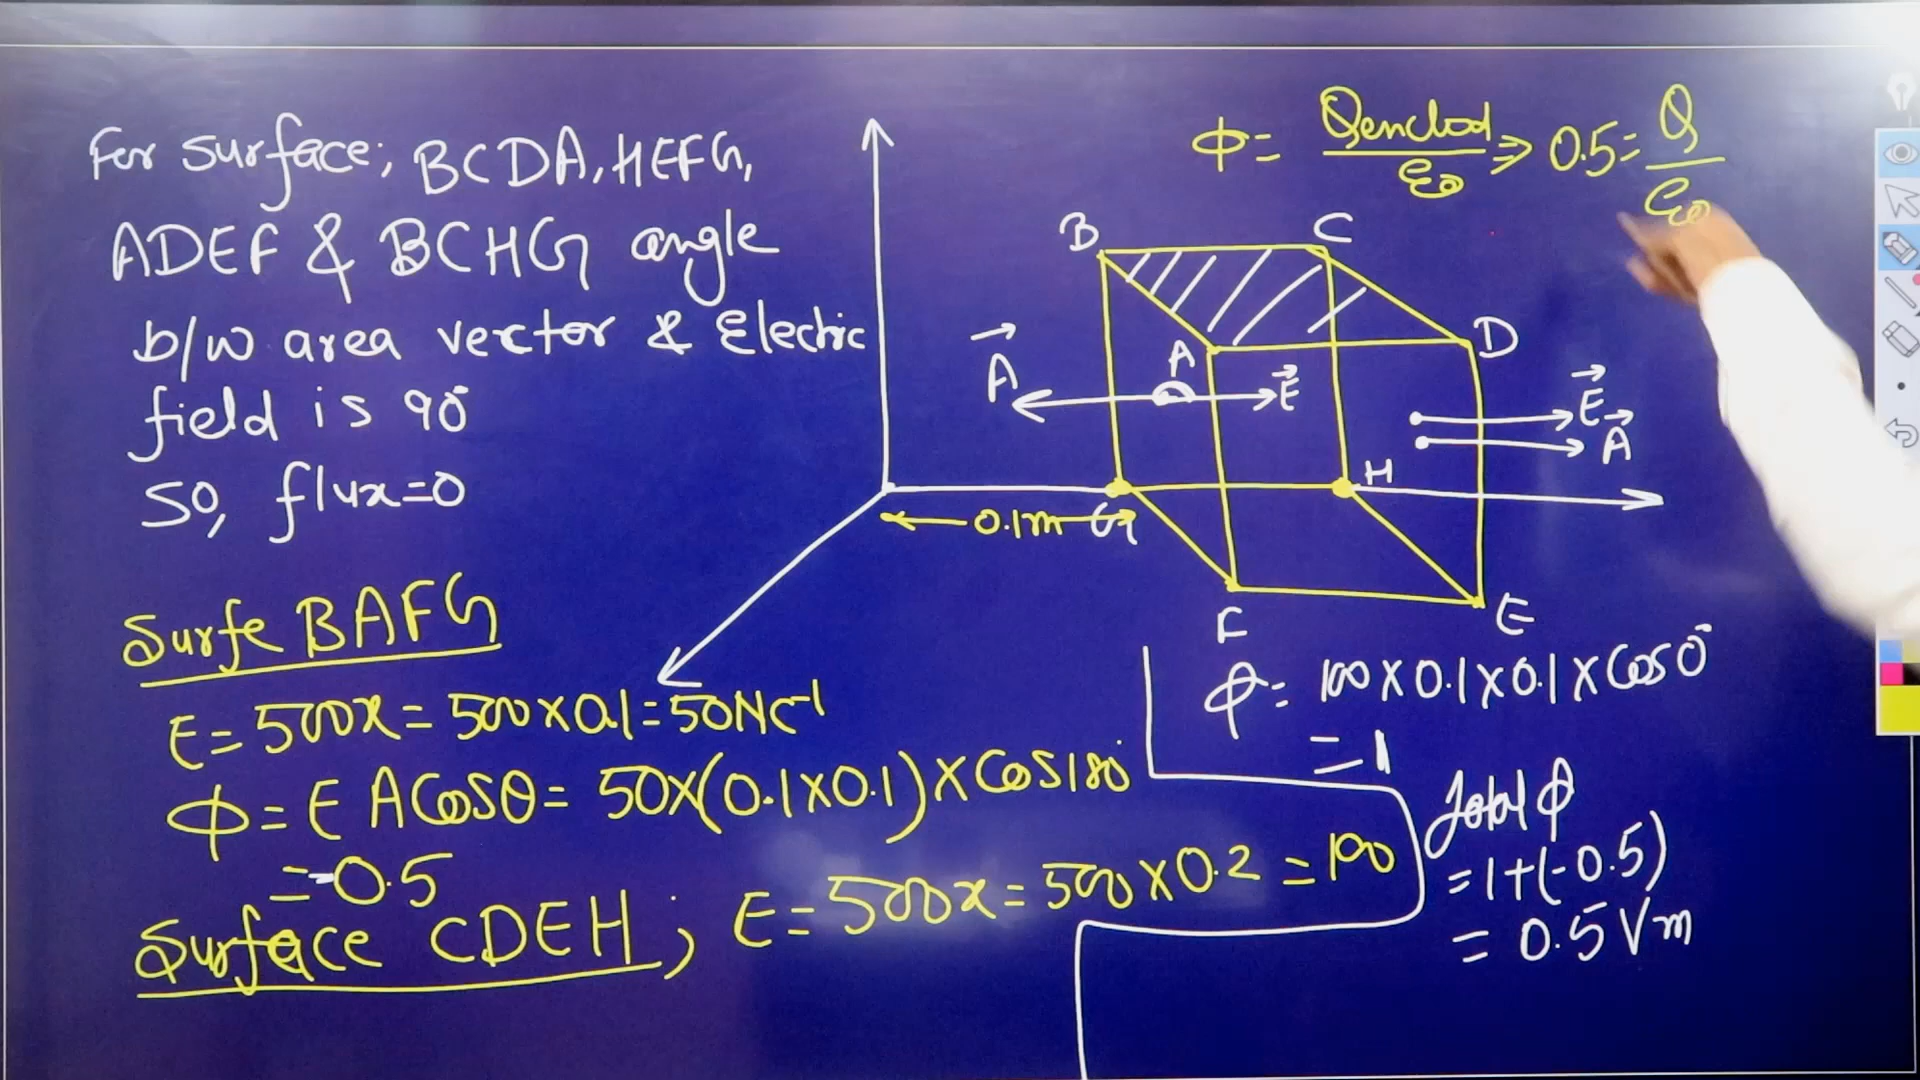 For surface; BCDA, HEFG,
ADEF & BCHG angle
b/w area vector & Electric
field is 90°
So, flux=0
Surfe BAFG
E = 500x = 500×0.1 = 50NC⁻¹
Φ = E A Cosθ = 50×(0.1×0.1)×Cos180°
= -0.5
Surface CDEH; E = 500x = 500×0.2 = 100
Φ = Qenclosd/ε₀ ⇒ 0.5 = Q/ε₀
B
C
A
D
A⃗
E⃗
E⃗
A⃗
H
0.1m
G
F
E
Φ = 100×0.1×0.1×Cos0°
= 1
Total Φ
= 1+(-0.5)
= 0.5 Vm